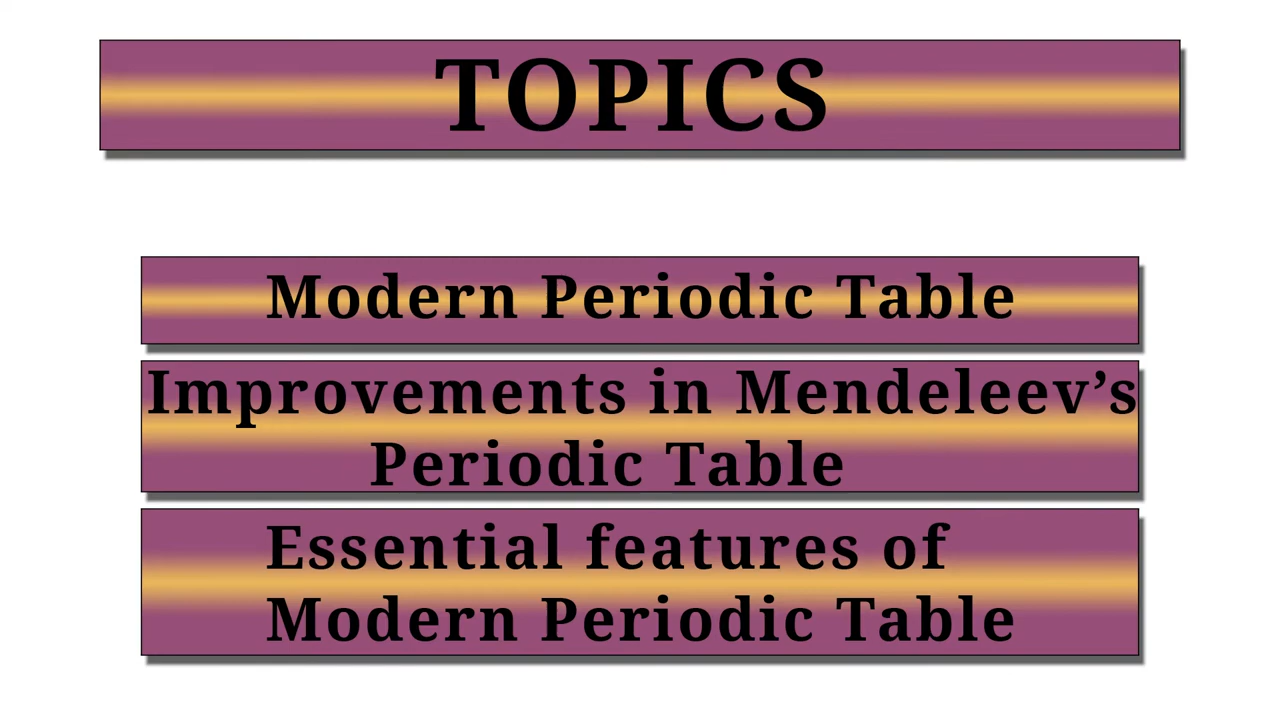 TOPICS
Modern Periodic Table
Improvements in Mendeleev’s
Periodic Table
Essential features of
Modern Periodic Table